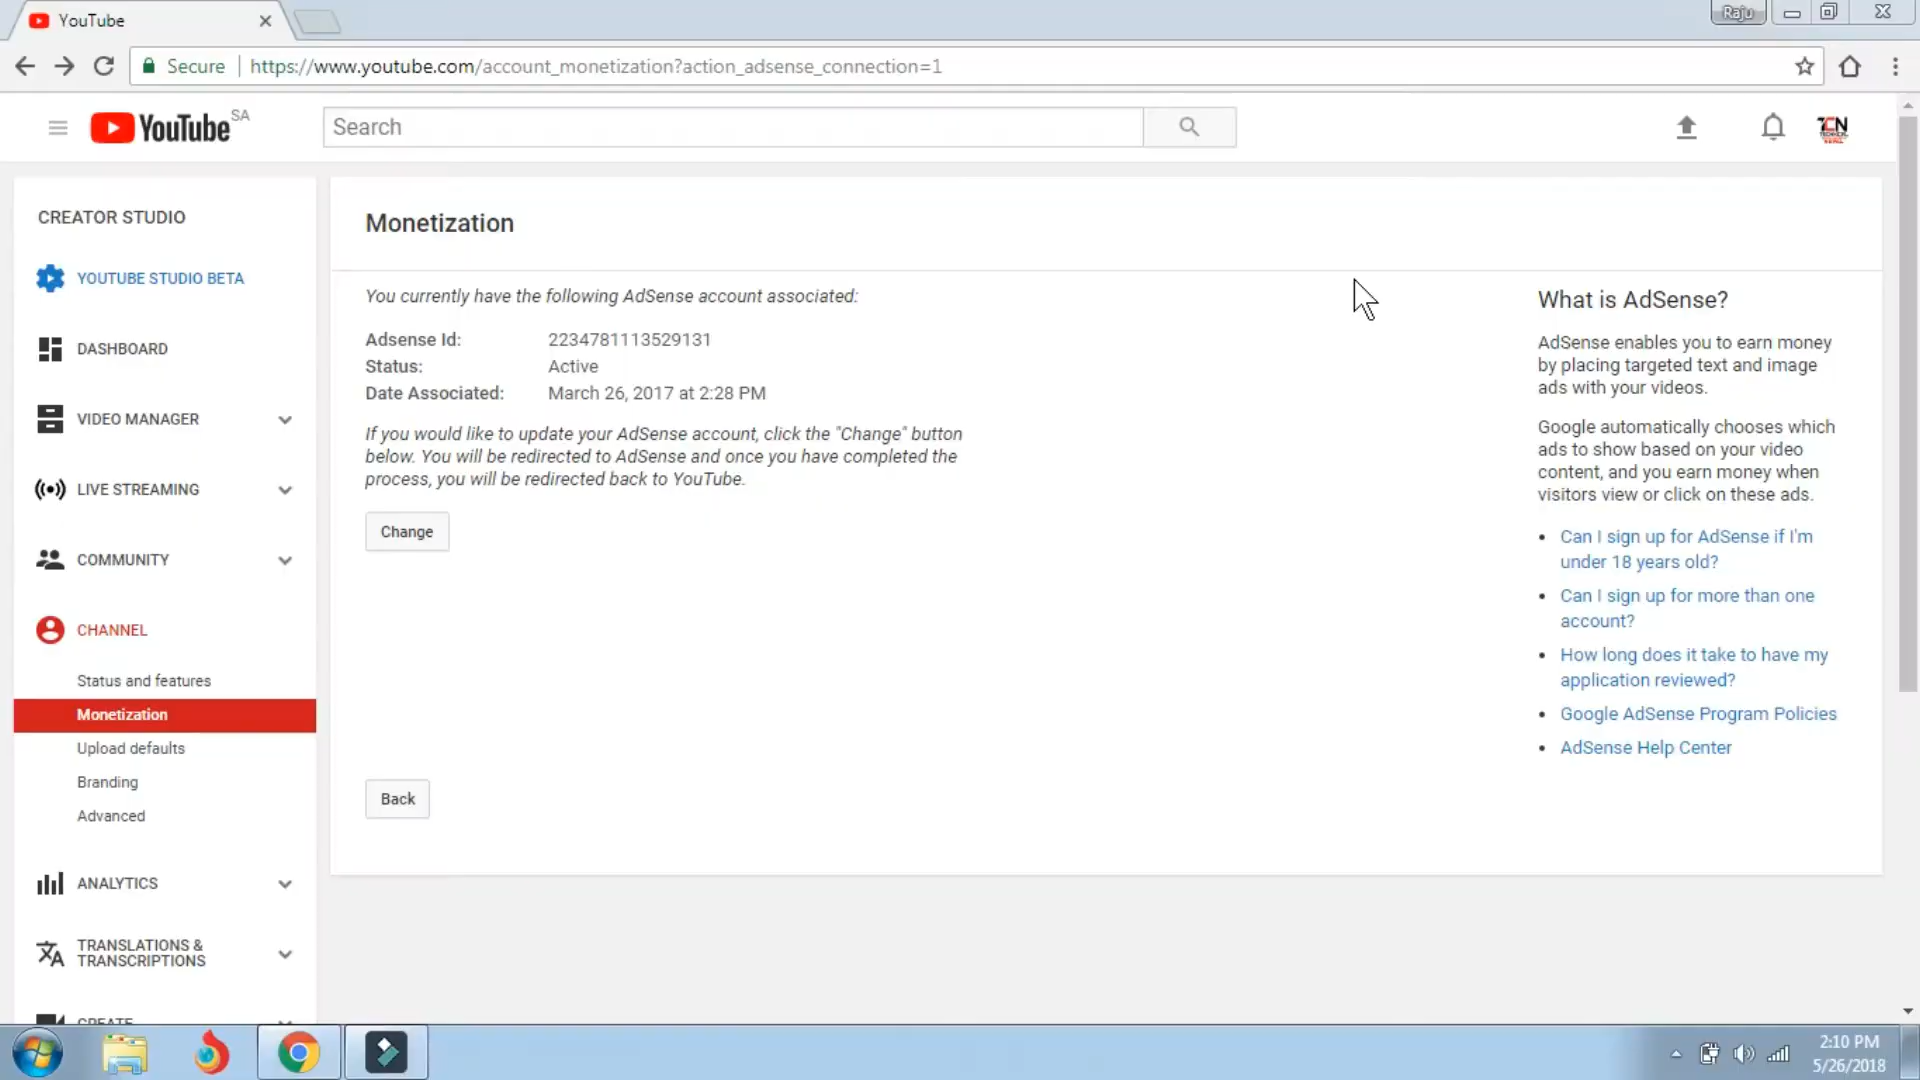 YouTube
Raju
Secure
https://www.youtube.com/account_monetization?action_adsense_connection=1
YouTube SA
Search
TCN
CREATOR STUDIO
YOUTUBE STUDIO BETA
DASHBOARD
VIDEO MANAGER
LIVE STREAMING
COMMUNITY
CHANNEL
Status and features
Monetization
Upload defaults
Branding
Advanced
ANALYTICS
TRANSLATIONS &
TRANSCRIPTIONS
CREATE
Monetization
You currently have the following AdSense account associated:
Adsense Id: 2234781113529131
Status: Active
Date Associated: March 26, 2017 at 2:28 PM
If you would like to update your AdSense account, click the "Change" button
below. You will be redirected to AdSense and once you have completed the
process, you will be redirected back to YouTube.
Change
Back
What is AdSense?
AdSense enables you to earn money
by placing targeted text and image
ads with your videos.
Google automatically chooses which
ads to show based on your video
content, and you earn money when
visitors view or click on these ads.
Can I sign up for AdSense if I'm
under 18 years old?
Can I sign up for more than one
account?
How long does it take to have my
application reviewed?
Google AdSense Program Policies
AdSense Help Center
2:10 PM
5/26/2018